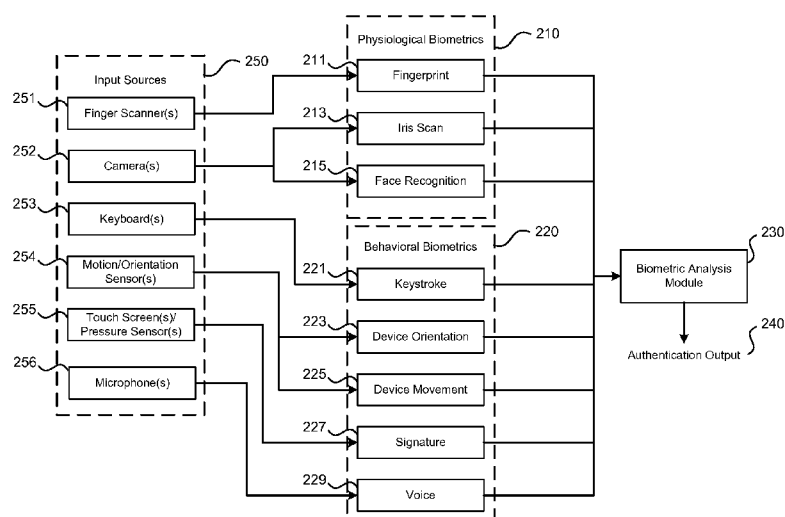 Physiological Biometrics
210
250
211
Input Sources
Fingerprint
251
Finger Scanner(s)
213
Iris Scan
252
Camera(s)
215
Face Recognition
253
Keyboard(s)
220
Behavioral Biometrics
230
254
Motion/Orientation
Sensor(s)
221
Keystroke
Biometric Analysis
Module
255
Touch Screen(s)/
Pressure Sensor(s)
223
Device Orientation
240
Authentication Output
256
Microphone(s)
225
Device Movement
227
Signature
229
Voice